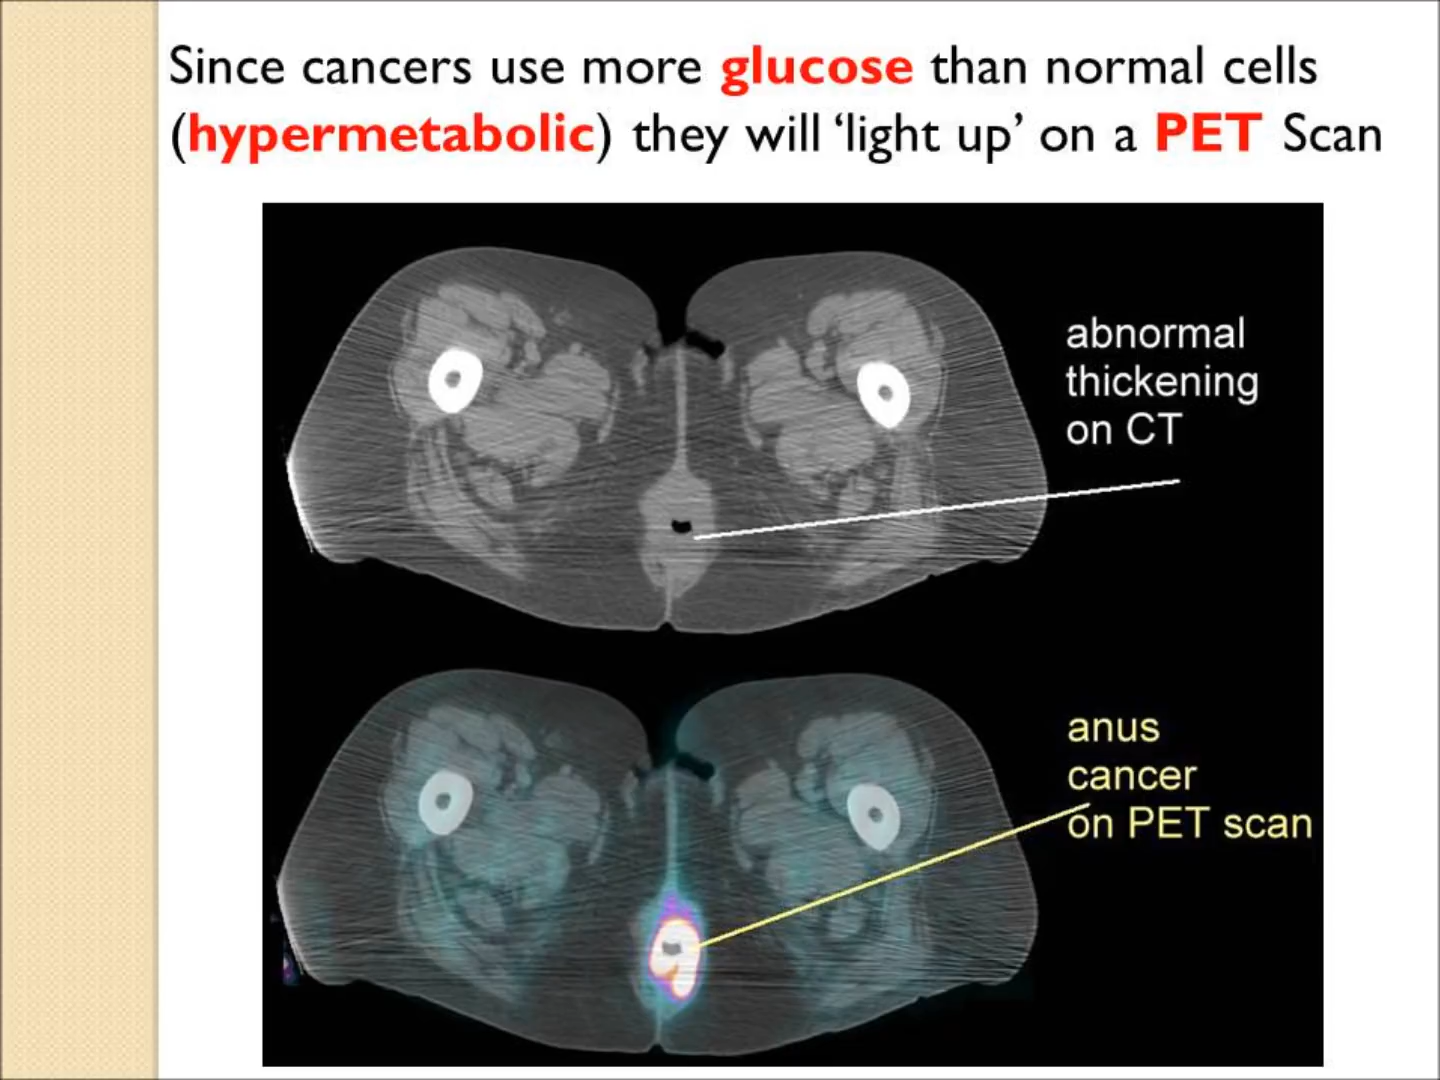 Since cancers use more glucose than normal cells
(hypermetabolic) they will ‘light up’ on a PET Scan
abnormal
thickening
on CT
anus
cancer
on PET scan